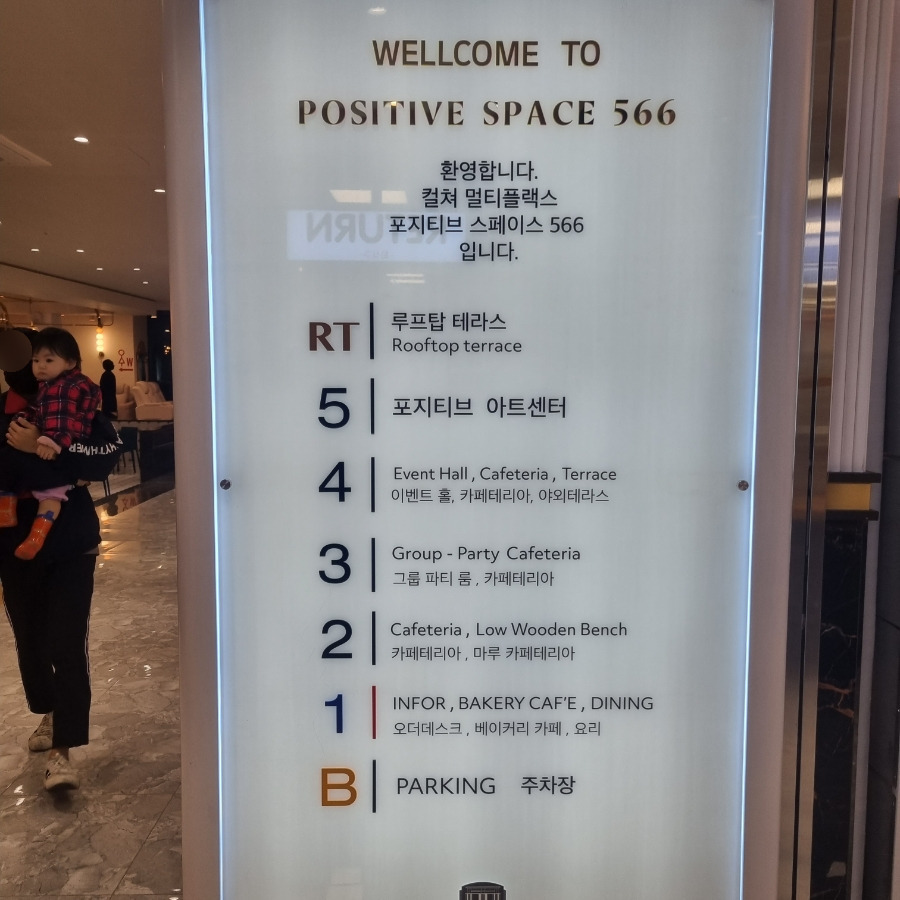 WELLCOME TO
POSITIVE SPACE 566
환영합니다.
컬쳐 멀티플랙스
포지티브 스페이스 566
입니다.
RETURN
RT
루프탑 테라스
Rooftop terrace
5
포지티브 아트센터
4
Event Hall , Cafeteria , Terrace
이벤트 홀, 카페테리아, 야외테라스
3
Group - Party Cafeteria
그룹 파티 룸 , 카페테리아
2
Cafeteria , Low Wooden Bench
카페테리아 , 마루 카페테리아
1
INFOR , BAKERY CAF'E , DINING
오더데스크 , 베이커리 카페 , 요리
B
PARKING 주차장
W